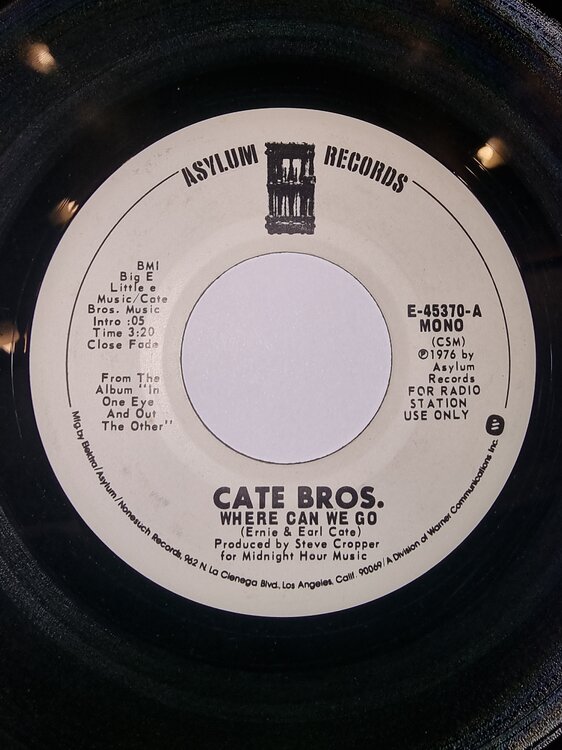 ASYLUM RECORDS
BMI
Big E
Little e
Music/Cate
Bros. Music
Intro :05
Time 3:20
Close Fade
From The
Album "In
One Eye
And Out
The Other"
E-45370-A
MONO
(CSM)
℗1976 by
Asylum
Records
FOR RADIO
STATION
USE ONLY
CATE BROS.
WHERE CAN WE GO
(Ernie & Earl Cate)
Produced by Steve Cropper
for Midnight Hour Music
Mfg by Elektra/Asylum/Nonesuch Records, 962 N. La Cienega Blvd., Los Angeles, Calif. 90069/A Division of Warner Communications Inc.